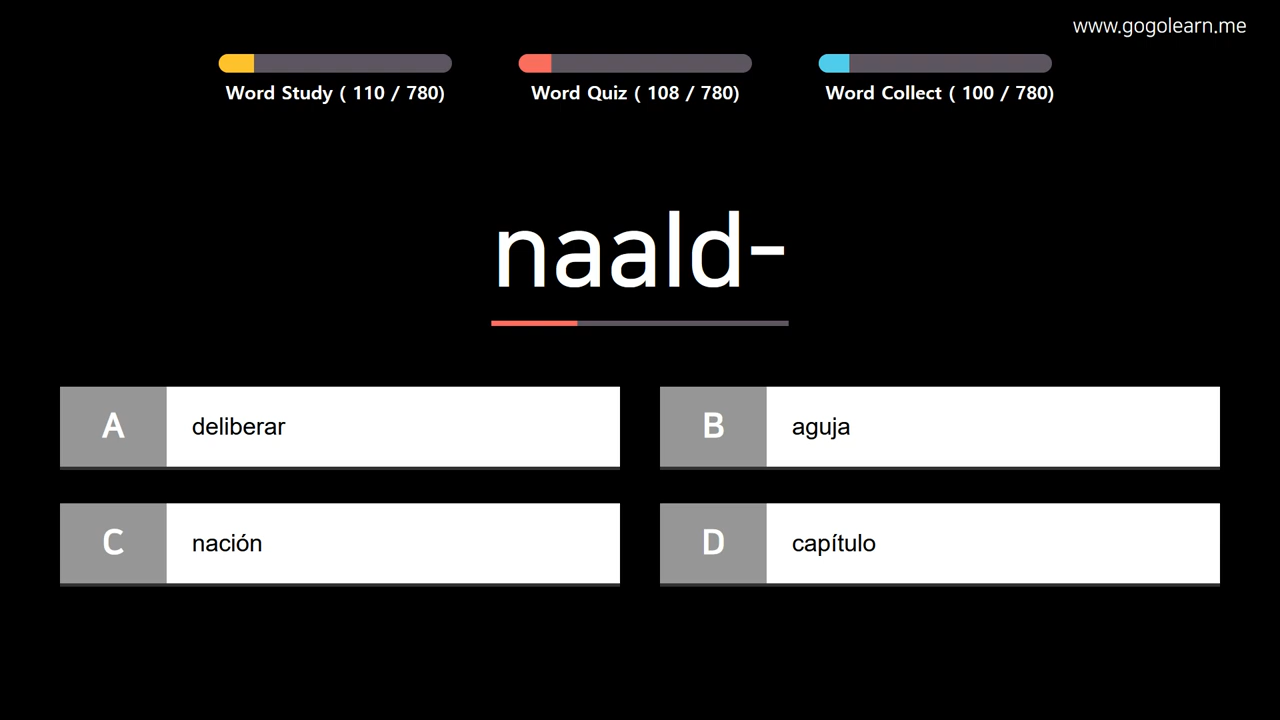 www.gogolearn.me
Word Study ( 110 / 780)
Word Quiz ( 108 / 780)
Word Collect ( 100 / 780)
naald-
A deliberar
B aguja
C nación
D capítulo